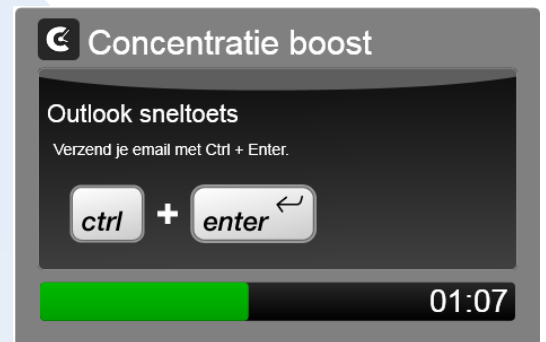 Concentratie boost
Outlook sneltoets
Verzend je email met Ctrl + Enter.
ctrl + enter
01:07